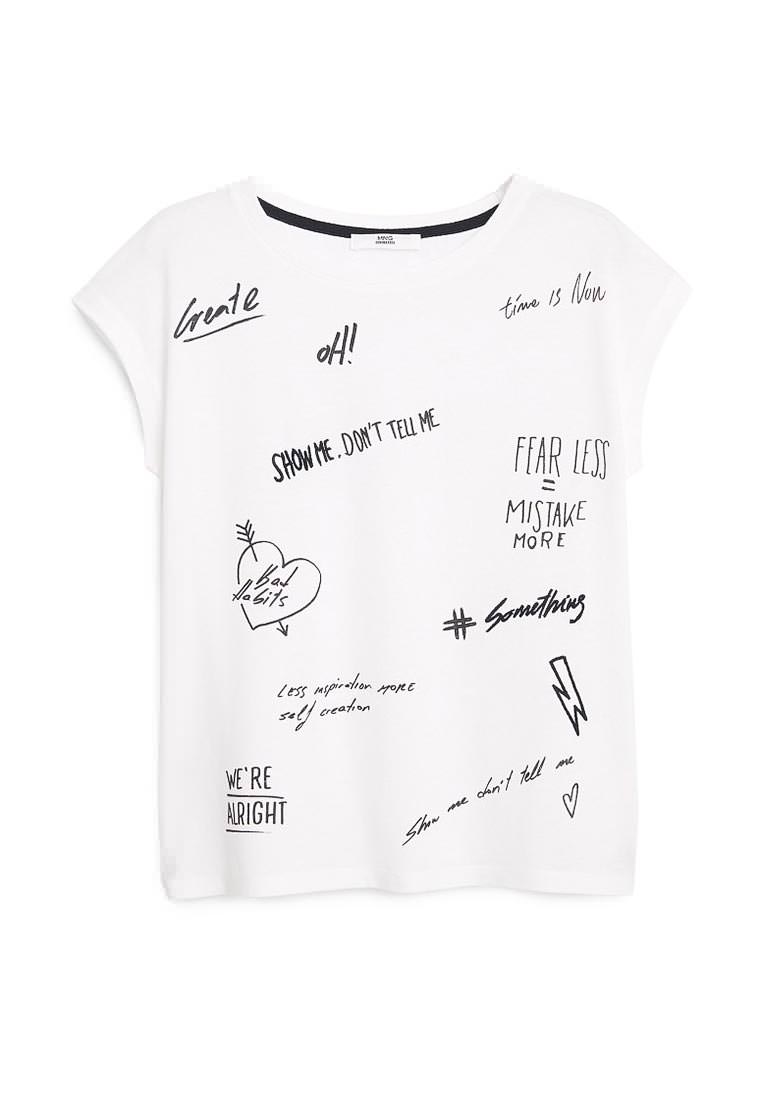 MNG
Create
time is Now
oH!
SHOW ME, DON'T TELL ME
FEAR LESS
=
MISTAKE
MORE
Bad
Habits
# Something
Less inspiration MORE
self creation
WE'RE
ALRIGHT
Show me don't tell me